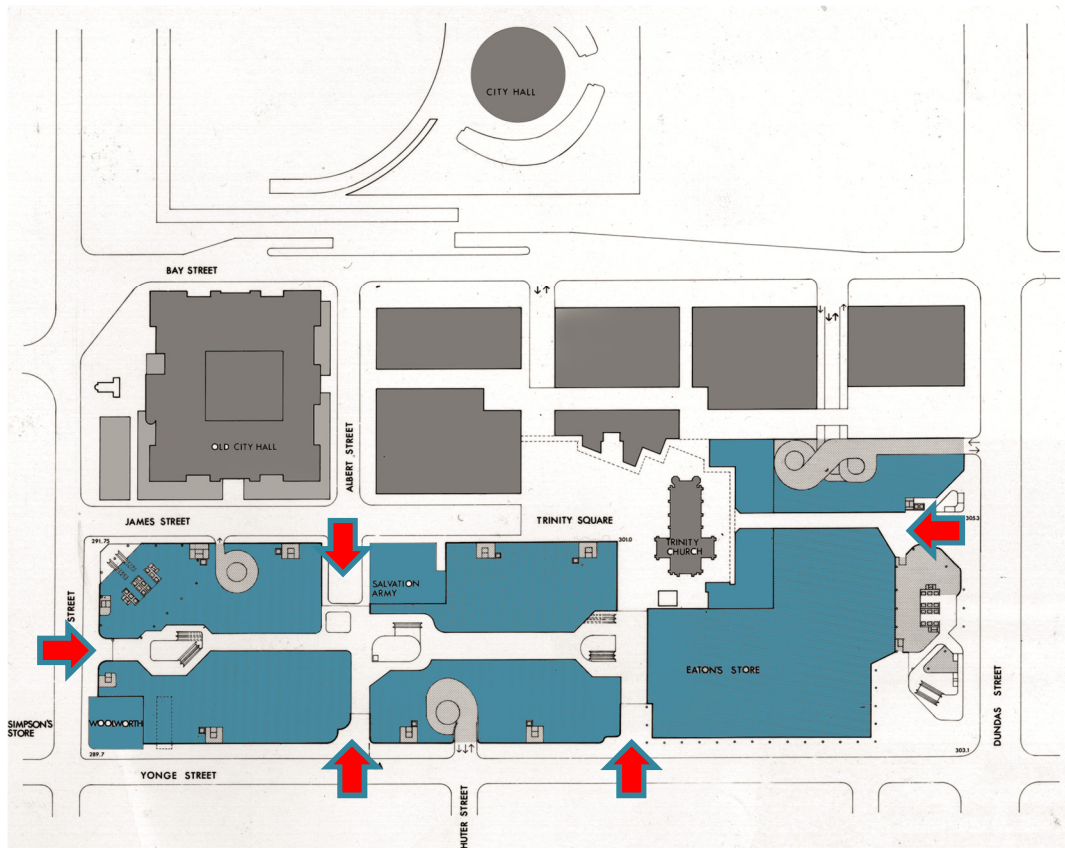 CITY HALL
BAY STREET
OLD CITY HALL
ALBERT STREET
JAMES STREET
TRINITY SQUARE
291.75
301.0
305.3
TRINITY
CHURCH
SALVATION
ARMY
STREET
EATON'S STORE
WOOLWORTH
SIMPSON'S
STORE
DUNDAS STREET
289.7
303.1
YONGE STREET
HUTER STREET